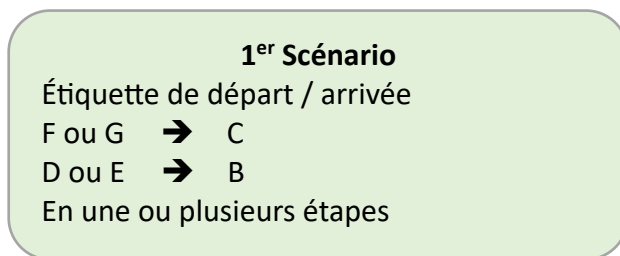 1er Scénario
Étiquette de départ / arrivée
F ou G ➔ C
D ou E ➔ B
En une ou plusieurs étapes